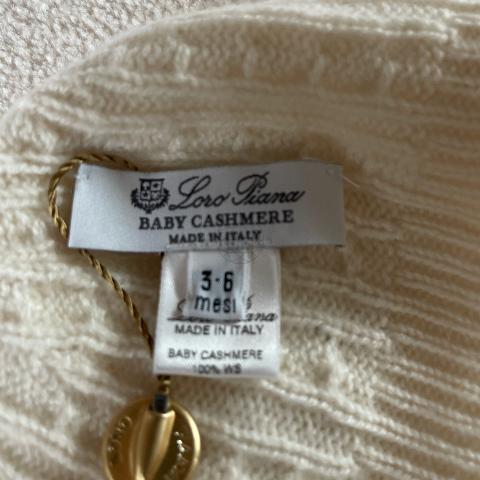 Loro Piana
BABY CASHMERE
MADE IN ITALY
3-6
mesi
MADE IN ITALY
BABY CASHMERE
100% WS